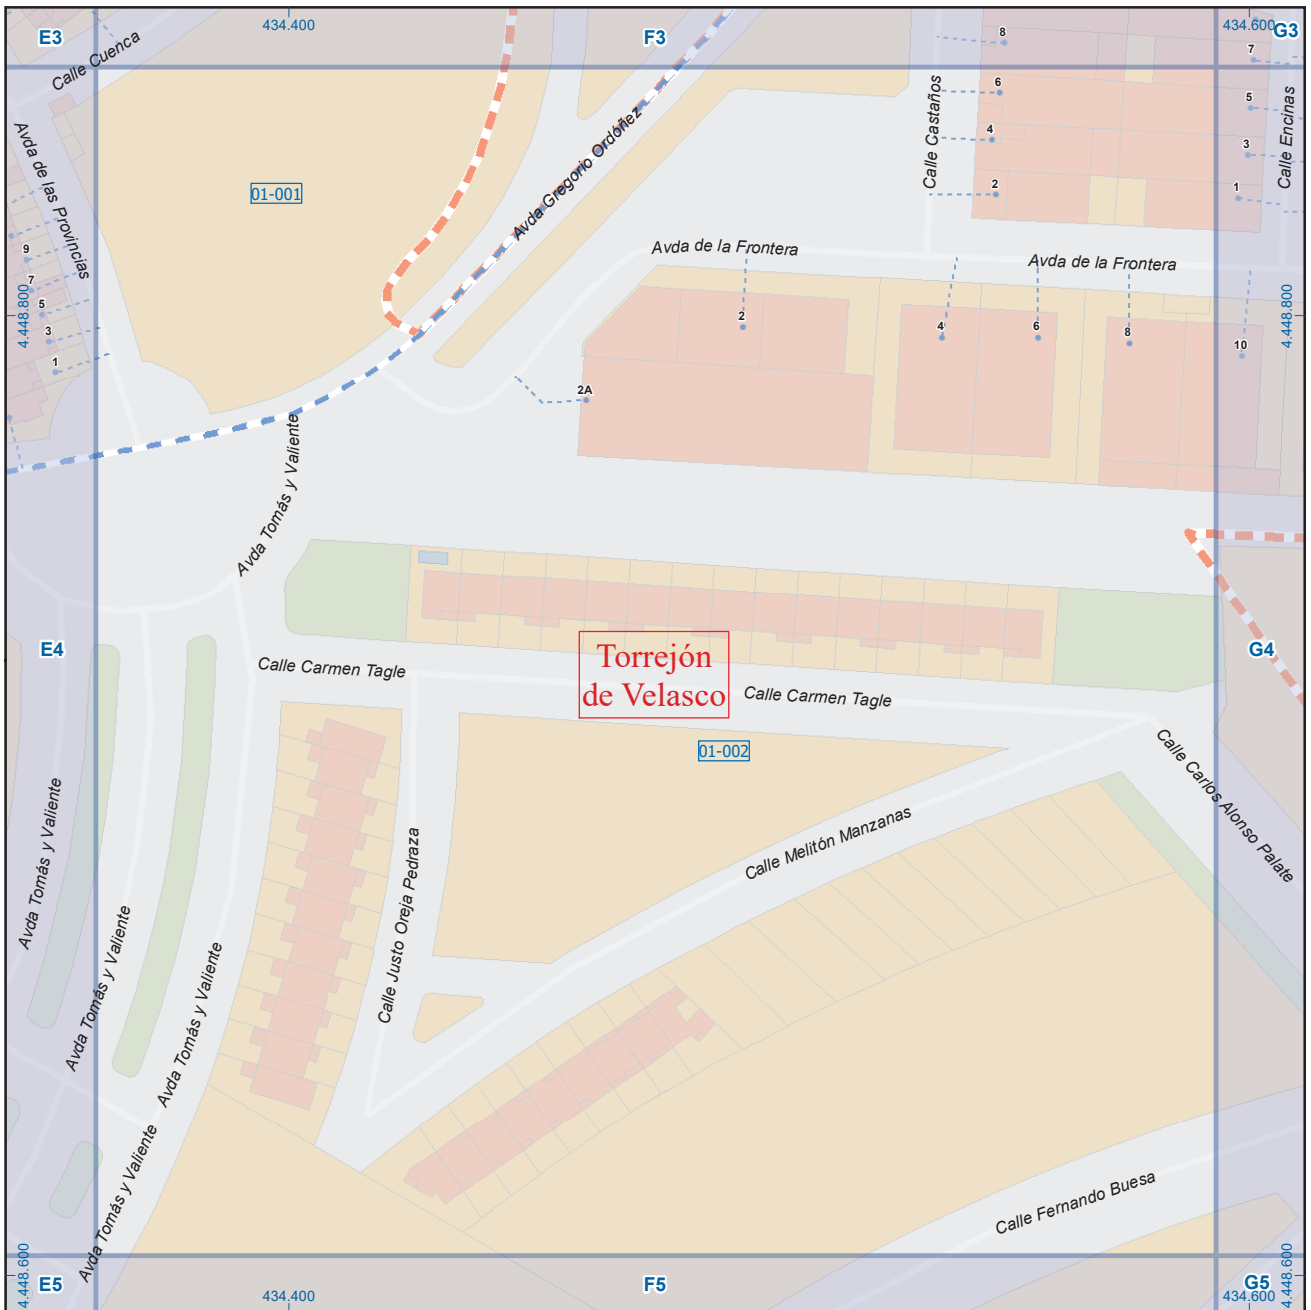 E3
434.400
F3
434.600
G3
Calle Cuenca
8
7
6
5
Calle Castaños
Calle Encinas
4
3
Avda de las Provincias
Avda Gregorio Ordóñez
01-001
2
1
9
Avda de la Frontera
Avda de la Frontera
7
5
4.448.800
4.448.800
3
2
4
6
8
10
1
2A
Avda Tomás y Valiente
E4
G4
Calle Carmen Tagle
Torrejón
de Velasco
Calle Carmen Tagle
01-002
Calle Carlos Alonso Palate
Avda Tomás y Valiente
Calle Melitón Manzanas
Calle Justo Oreja Pedraza
Avda Tomás y Valiente
Avda Tomás y Valiente
Avda Tomás y Valiente
Calle Fernando Buesa
4.448.600
4.448.600
E5
434.400
F5
434.600
G5